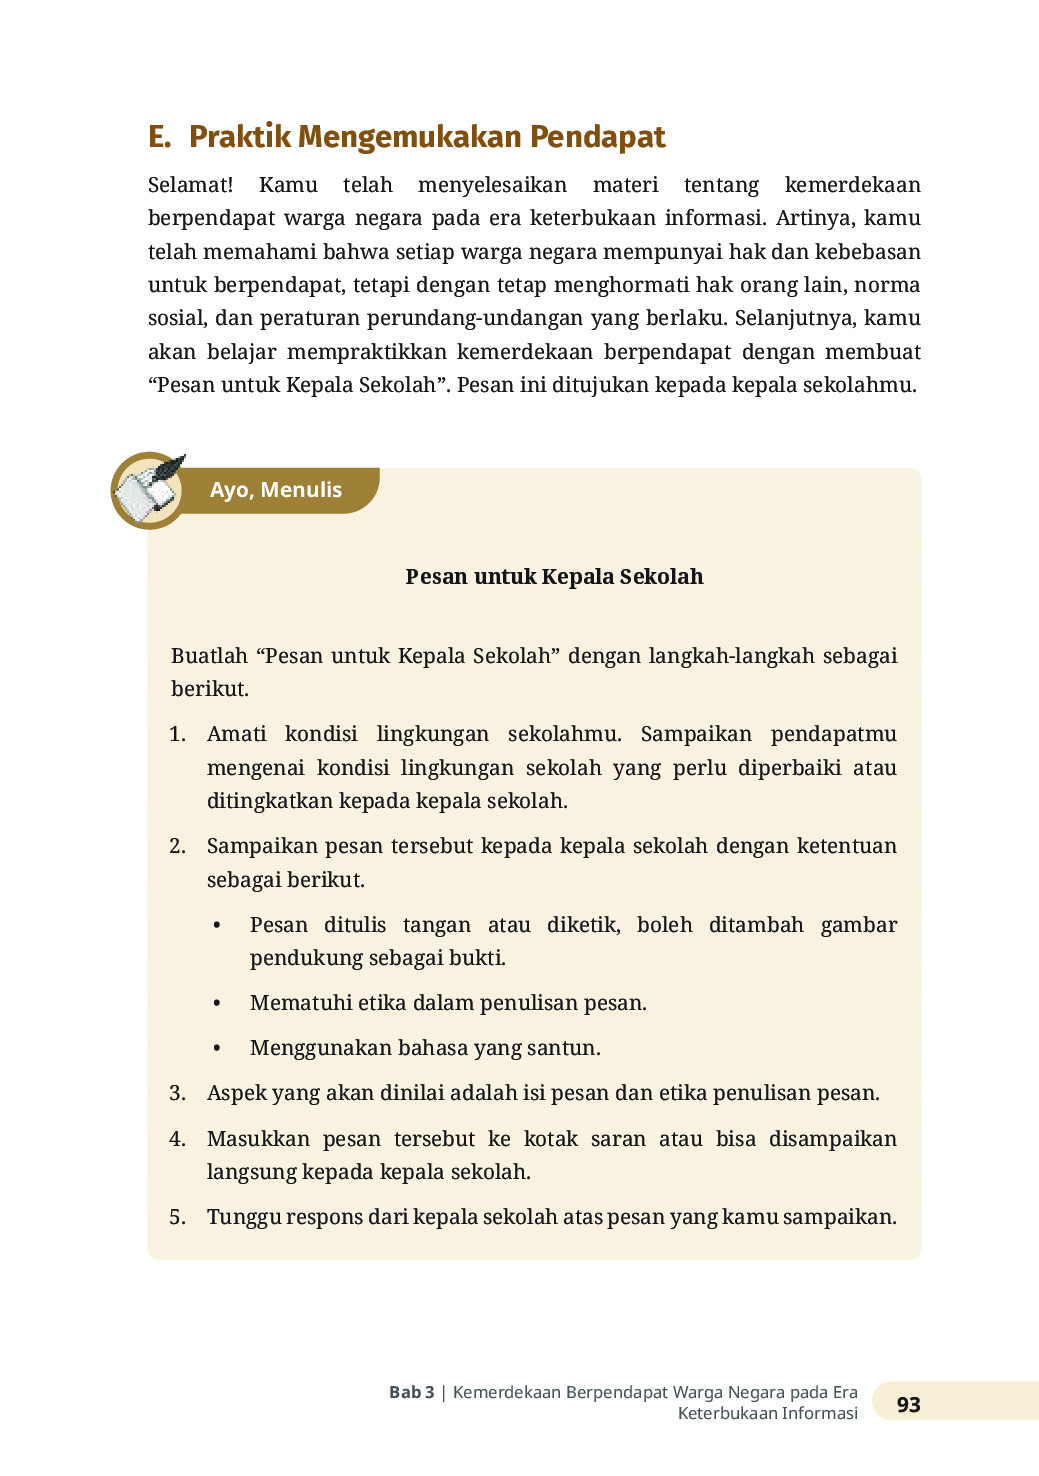 E. Praktik Mengemukakan Pendapat
Selamat! Kamu telah menyelesaikan materi tentang kemerdekaan
berpendapat warga negara pada era keterbukaan informasi. Artinya, kamu
telah memahami bahwa setiap warga negara mempunyai hak dan kebebasan
untuk berpendapat, tetapi dengan tetap menghormati hak orang lain, norma
sosial, dan peraturan perundang-undangan yang berlaku. Selanjutnya, kamu
akan belajar mempraktikkan kemerdekaan berpendapat dengan membuat
“Pesan untuk Kepala Sekolah”. Pesan ini ditujukan kepada kepala sekolahmu.
Ayo, Menulis
Pesan untuk Kepala Sekolah
Buatlah “Pesan untuk Kepala Sekolah” dengan langkah-langkah sebagai
berikut.
1. Amati kondisi lingkungan sekolahmu. Sampaikan pendapatmu
mengenai kondisi lingkungan sekolah yang perlu diperbaiki atau
ditingkatkan kepada kepala sekolah.
2. Sampaikan pesan tersebut kepada kepala sekolah dengan ketentuan
sebagai berikut.
• Pesan ditulis tangan atau diketik, boleh ditambah gambar
pendukung sebagai bukti.
• Mematuhi etika dalam penulisan pesan.
• Menggunakan bahasa yang santun.
3. Aspek yang akan dinilai adalah isi pesan dan etika penulisan pesan.
4. Masukkan pesan tersebut ke kotak saran atau bisa disampaikan
langsung kepada kepala sekolah.
5. Tunggu respons dari kepala sekolah atas pesan yang kamu sampaikan.
Bab 3 | Kemerdekaan Berpendapat Warga Negara pada Era
Keterbukaan Informasi
93